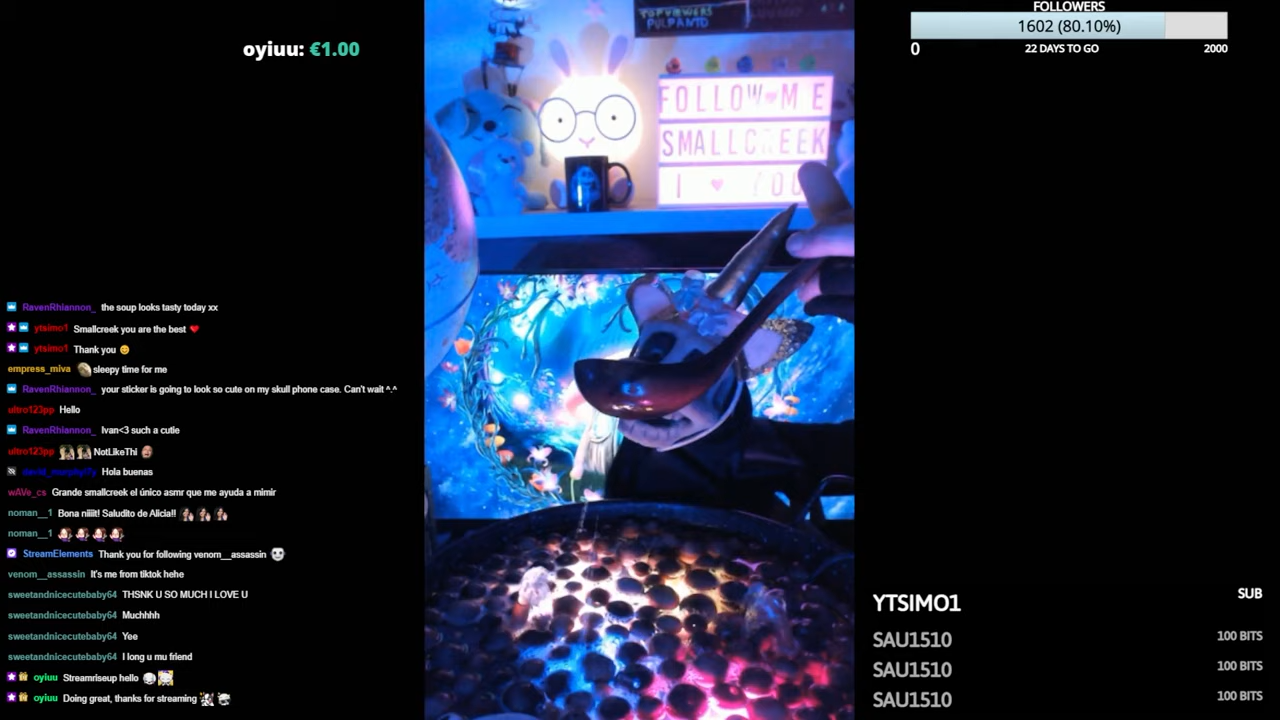 oyiuu: €1.00
RavenRhiannon_ the soup looks tasty today xx
ytsimo1 Smallcreek you are the best
ytsimo1 Thank you
empress_miva sleepy time for me
RavenRhiannon_ your sticker is going to look so cute on my skull phone case. Can't wait ^.^
ultro123pp Hello
RavenRhiannon_ Ivan<3 such a cutie
ultro123pp NotLikeThi
Hola buenas
wAVe_cs Grande smallcreek el único asmr que me ayuda a mimir
noman__1 Bona niiiit! Saludito de Alicia!!
noman__1
StreamElements Thank you for following venom__assassin
venom__assassin It's me from tiktok hehe
sweetandnicecutebaby64 THSNK U SO MUCH I LOVE U
sweetandnicecutebaby64 Muchhhh
sweetandnicecutebaby64 Yee
sweetandnicecutebaby64 I long u mu friend
oyiuu Streamriseup hello
oyiuu Doing great, thanks for streaming
TOPVIEWERS
PULPANTO
FOLLOW♥ME
SMALLCREEK
I ♥ YOU
FOLLOWERS
1602 (80.10%)
0 22 DAYS TO GO 2000
YTSIMO1 SUB
SAU1510 100 BITS
SAU1510 100 BITS
SAU1510 100 BITS